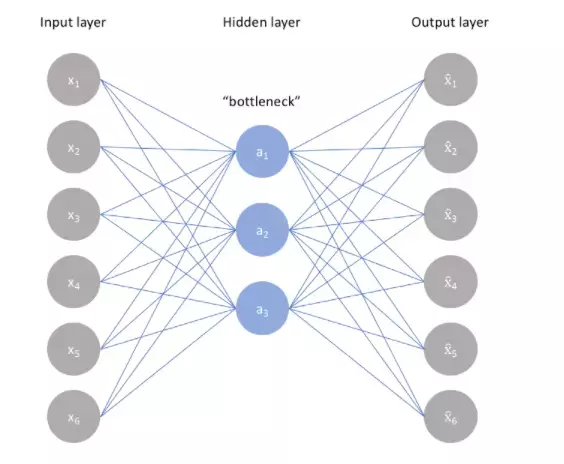 Input layer
Hidden layer
Output layer
"bottleneck"
x₁
x₂
x₃
x₄
x₅
x₆
a₁
a₂
a₃
x̂₁
x̂₂
x̂₃
x̂₄
x̂₅
x̂₆